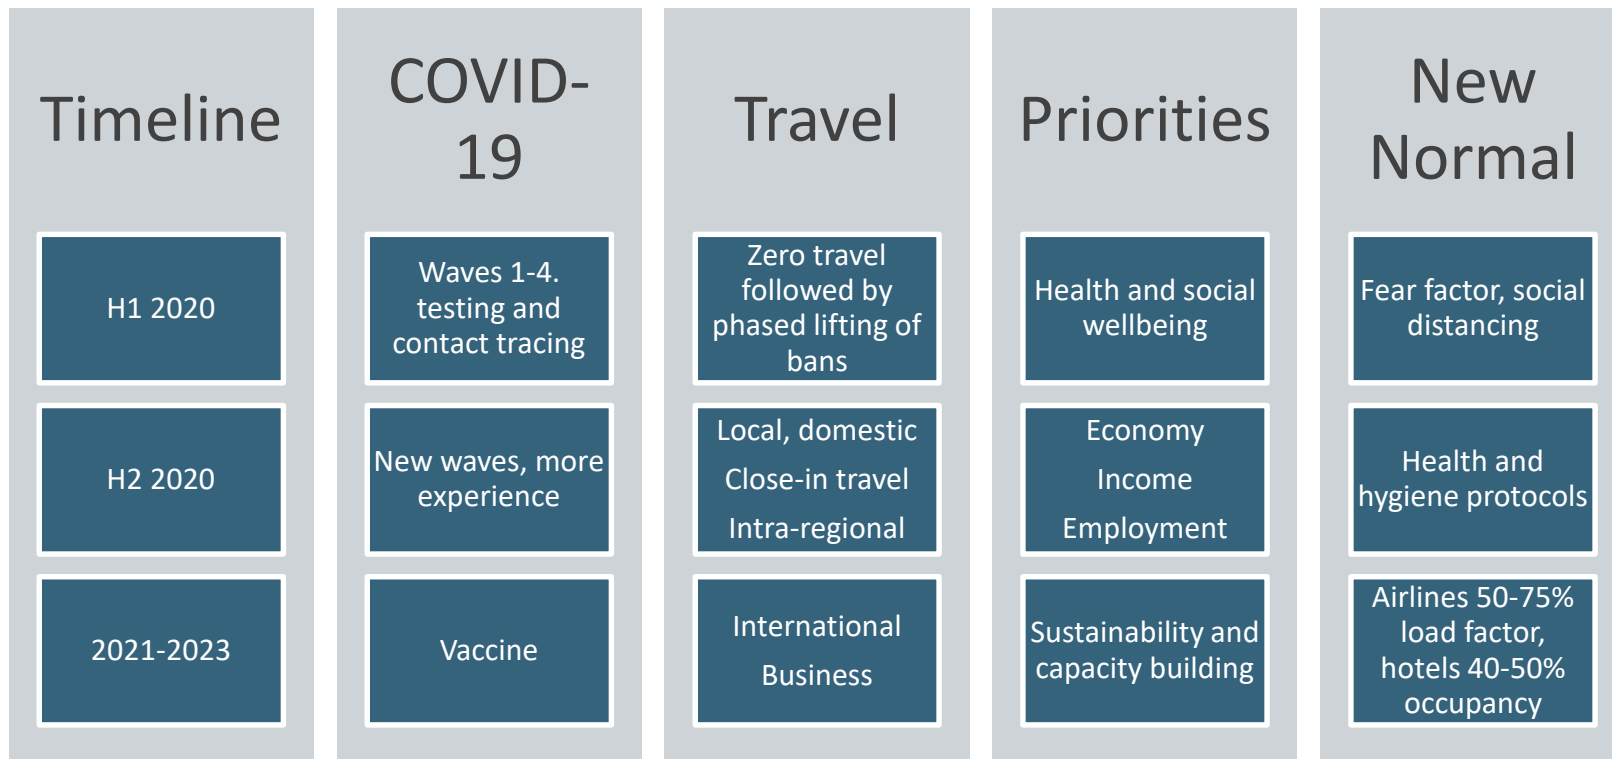 Timeline
H1 2020
H2 2020
2021-2023
COVID-
19
Waves 1-4.
testing and
contact tracing
New waves, more
experience
Vaccine
Travel
Zero travel
followed by
phased lifting of
bans
Local, domestic
Close-in travel
Intra-regional
International
Business
Priorities
Health and social
wellbeing
Economy
Income
Employment
Sustainability and
capacity building
New
Normal
Fear factor, social
distancing
Health and
hygiene protocols
Airlines 50-75%
load factor,
hotels 40-50%
occupancy